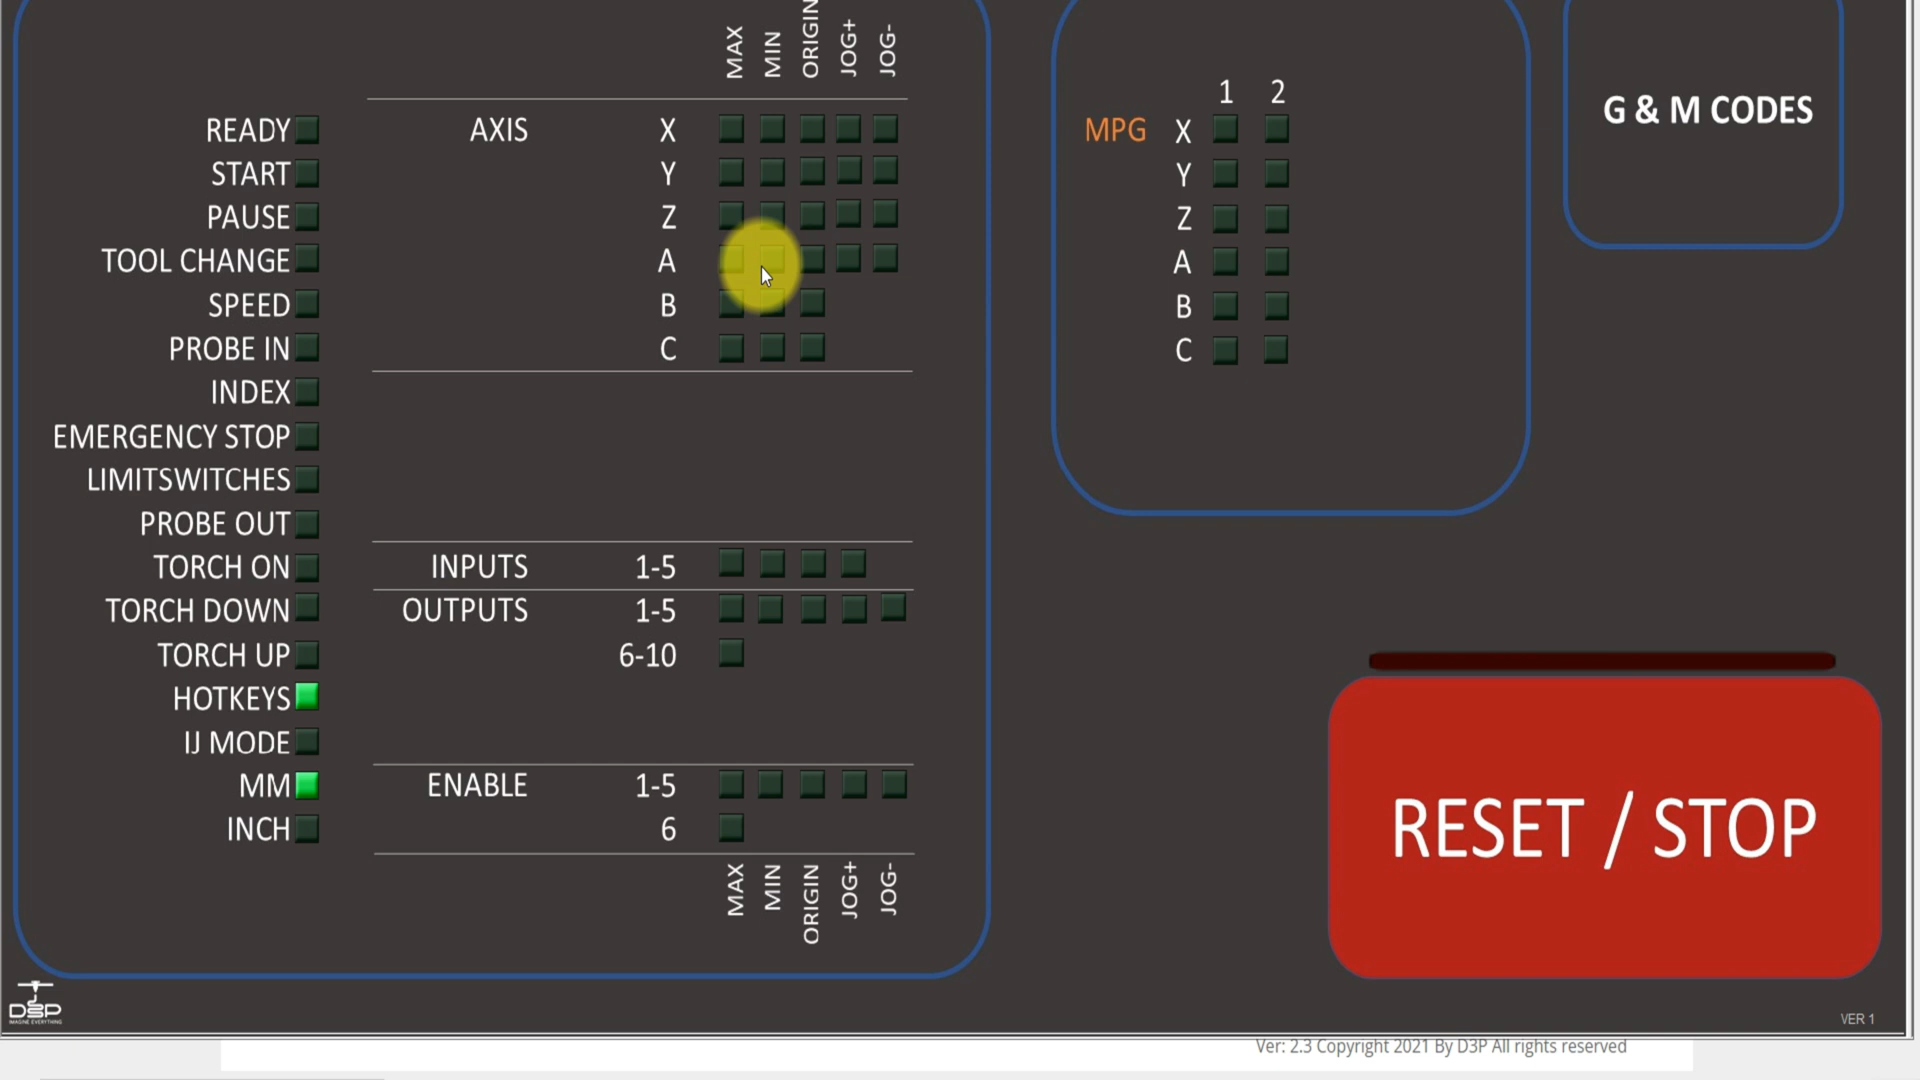 MAX MIN ORIGIN JOG+ JOG-
READY
START
PAUSE
TOOL CHANGE
SPEED
PROBE IN
INDEX
EMERGENCY STOP
LIMITSWITCHES
PROBE OUT
TORCH ON
TORCH DOWN
TORCH UP
HOTKEYS
IJ MODE
MM
INCH
AXIS X
Y
Z
A
B
C
INPUTS 1-5
OUTPUTS 1-5
6-10
ENABLE 1-5
6
MAX MIN ORIGIN JOG+ JOG-
1 2
MPG X
Y
Z
A
B
C
G & M CODES
RESET / STOP
D3P
IMAGINE EVERYTHING
VER 1
Ver: 2.3 Copyright 2021 By D3P All rights reserved